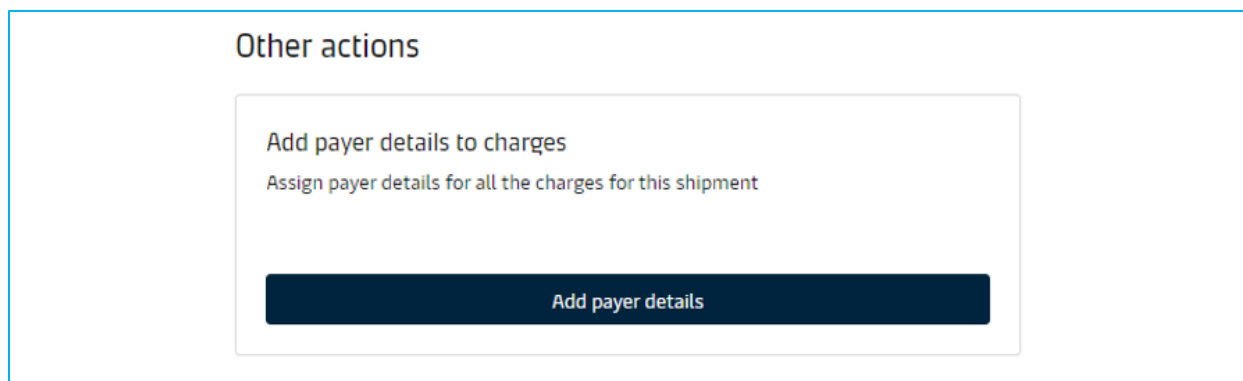 Other actions
Add payer details to charges
Assign payer details for all the charges for this shipment
Add payer details